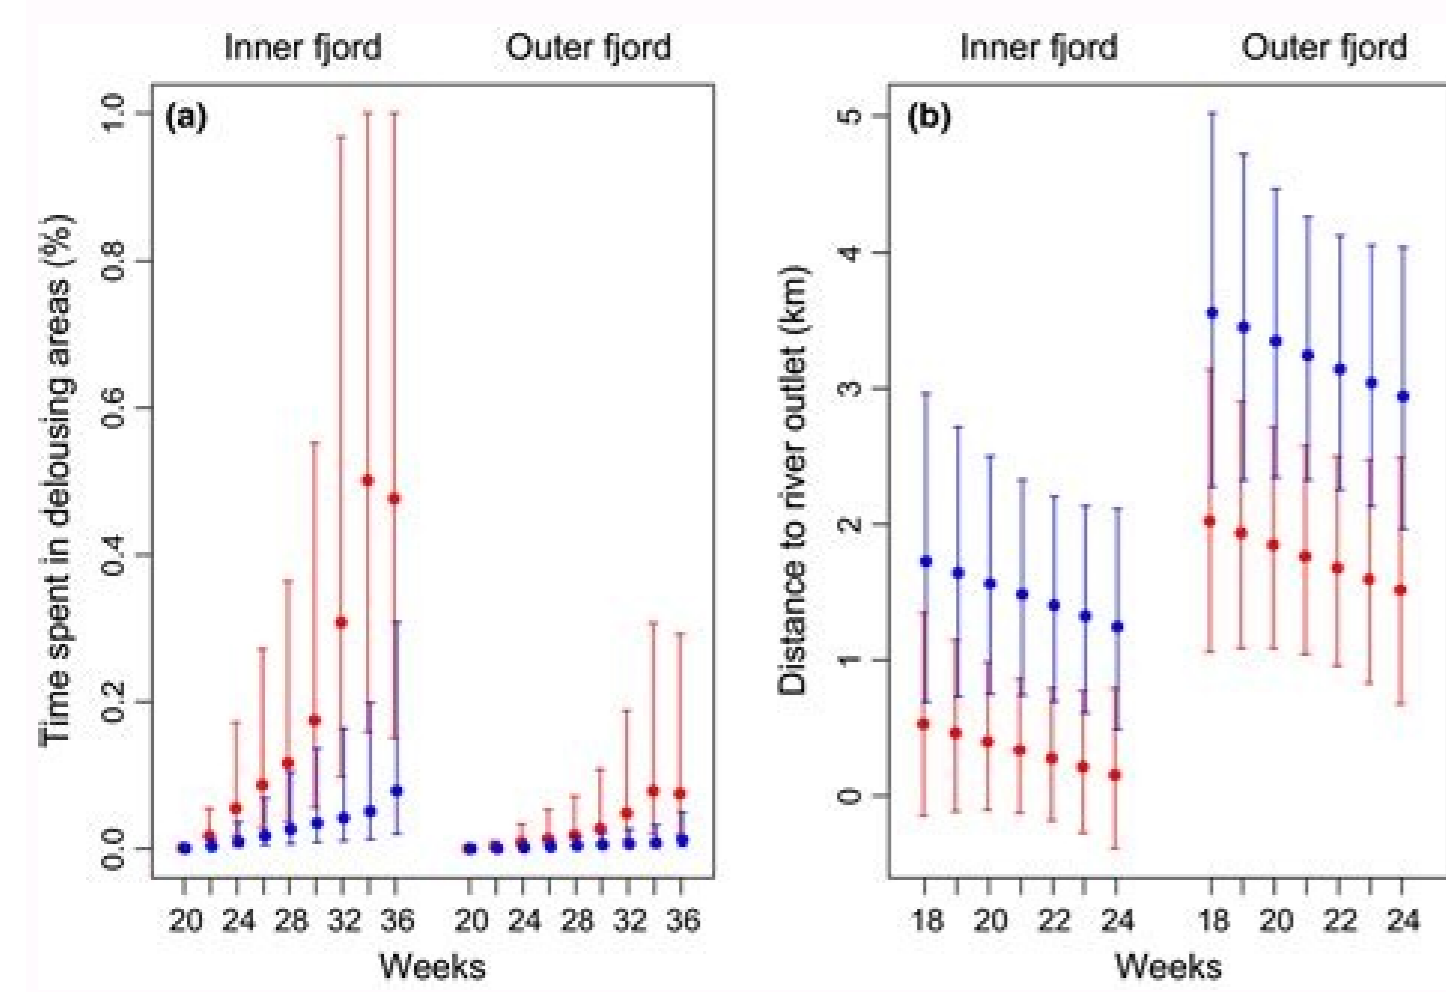 Inner fjord Outer fjord
(a)
Time spent in delousing areas (%)
1.0
0.8
0.6
0.4
0.2
0.0
20 24 28 32 36 20 24 28 32 36
Weeks
Inner fjord Outer fjord
(b)
Distance to river outlet (km)
5
4
3
2
1
0
18 20 22 24 18 20 22 24
Weeks